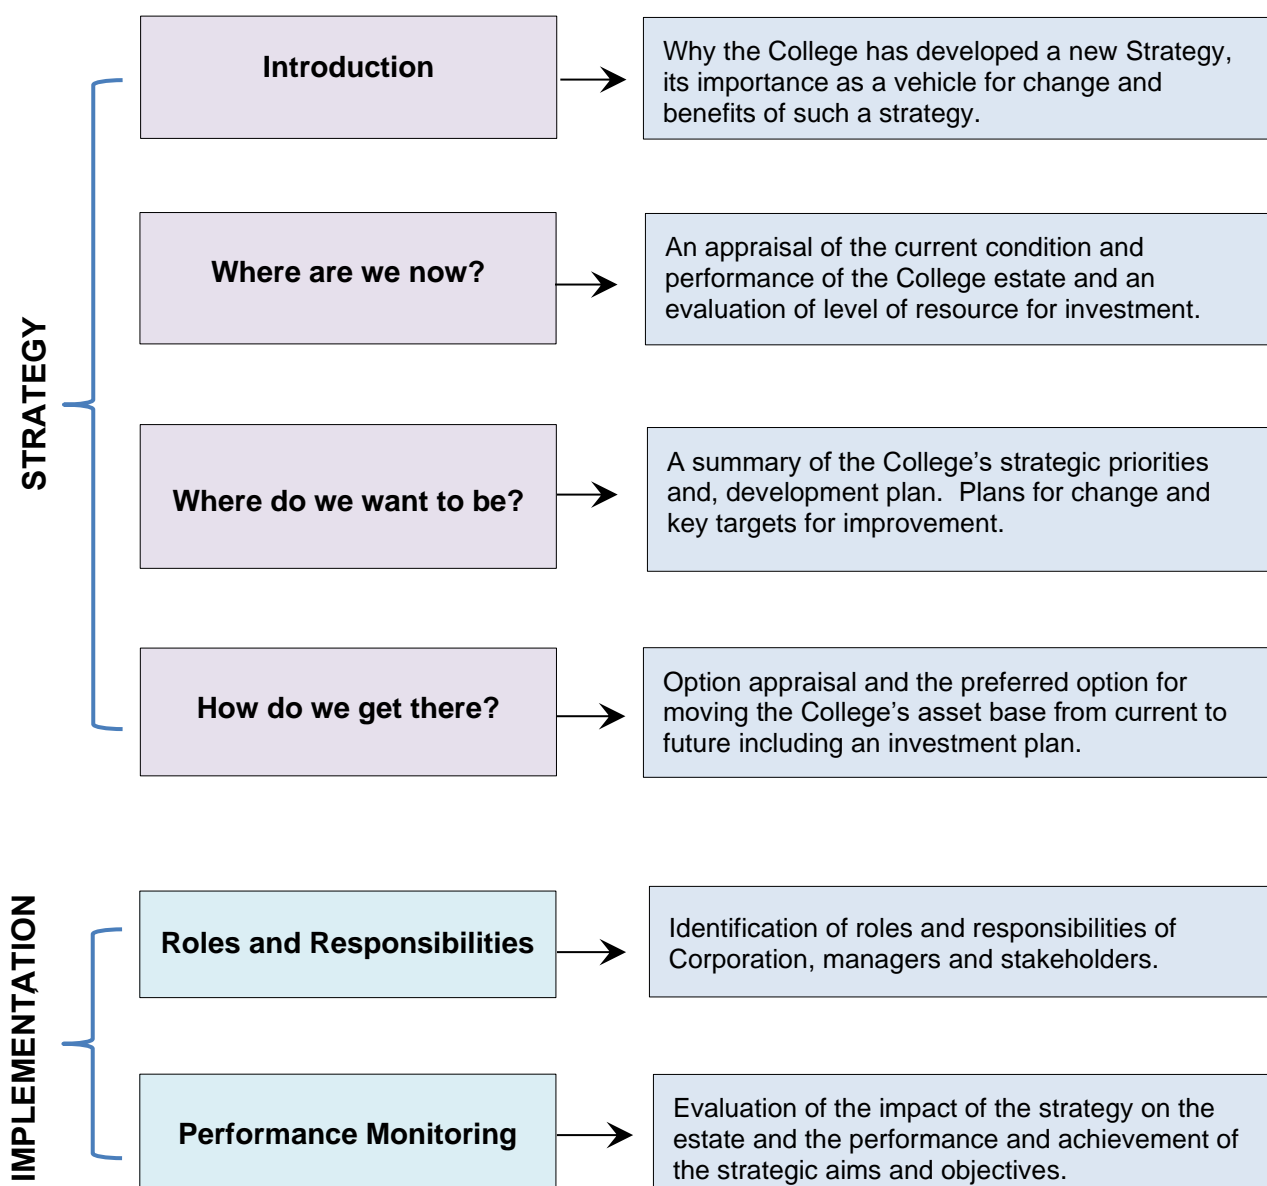 STRATEGY
Introduction
Why the College has developed a new Strategy,
its importance as a vehicle for change and
benefits of such a strategy.
Where are we now?
An appraisal of the current condition and
performance of the College estate and an
evaluation of level of resource for investment.
Where do we want to be?
A summary of the College’s strategic priorities
and, development plan.  Plans for change and
key targets for improvement.
How do we get there?
Option appraisal and the preferred option for
moving the College’s asset base from current to
future including an investment plan.
IMPLEMENTATION
Roles and Responsibilities
Identification of roles and responsibilities of
Corporation, managers and stakeholders.
Performance Monitoring
Evaluation of the impact of the strategy on the
estate and the performance and achievement of
the strategic aims and objectives.